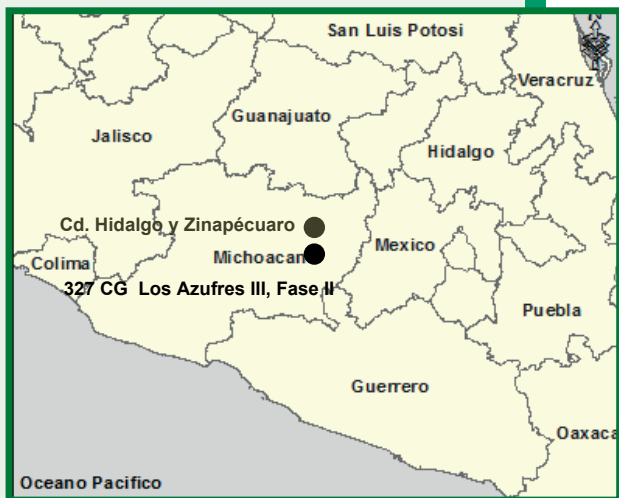 San Luis Potosi
Veracruz
Guanajuato
Jalisco
Hidalgo
Cd. Hidalgo y Zinapécuaro
Mexico
Michoacan
Colima
327 CG Los Azufres III, Fase II
Puebla
Guerrero
Oaxaca
Oceano Pacifico